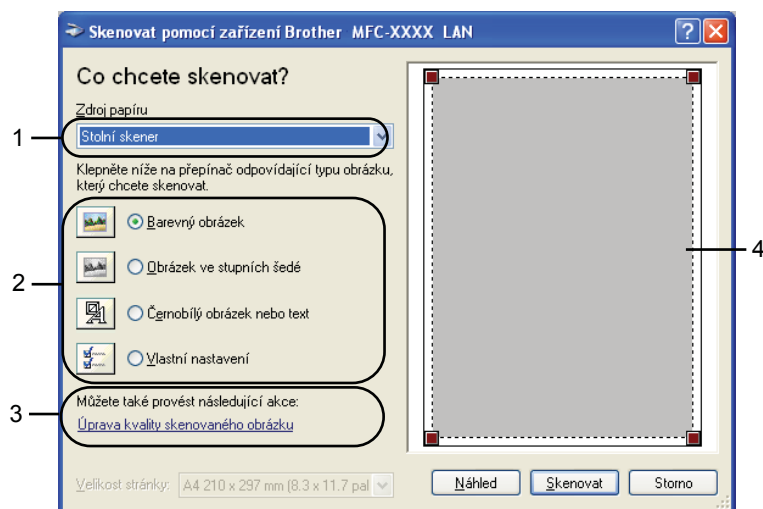 Skenovat pomocí zařízení Brother MFC-XXXX LAN
Co chcete skenovat?
Zdroj papíru
1
Stolní skener
Klepněte níže na přepínač odpovídající typu obrázku,
který chcete skenovat.
Barevný obrázek
4
Obrázek ve stupních šedé
2
Černobílý obrázek nebo text
Vlastní nastavení
Můžete také provést následující akce:
3
Úprava kvality skenovaného obrázku
Velikost stránky: A4 210 x 297 mm (8.3 x 11.7 pal
Náhled
Skenovat
Storno